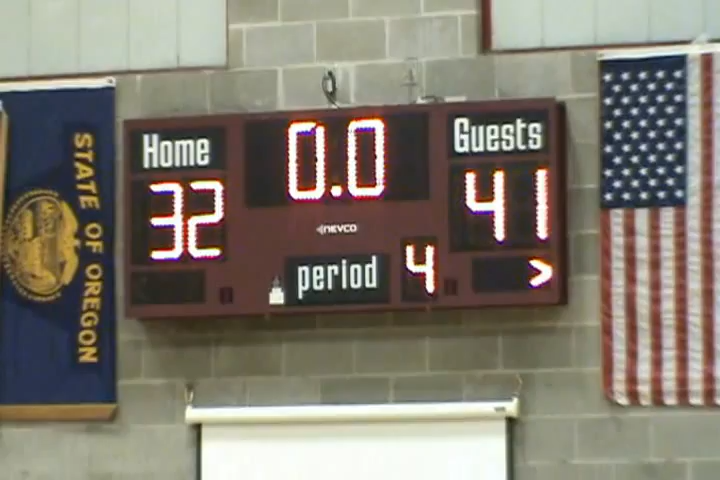 STATE OF OREGON
Home
0.0
Guests
32
41
NEVCO
period
4
>